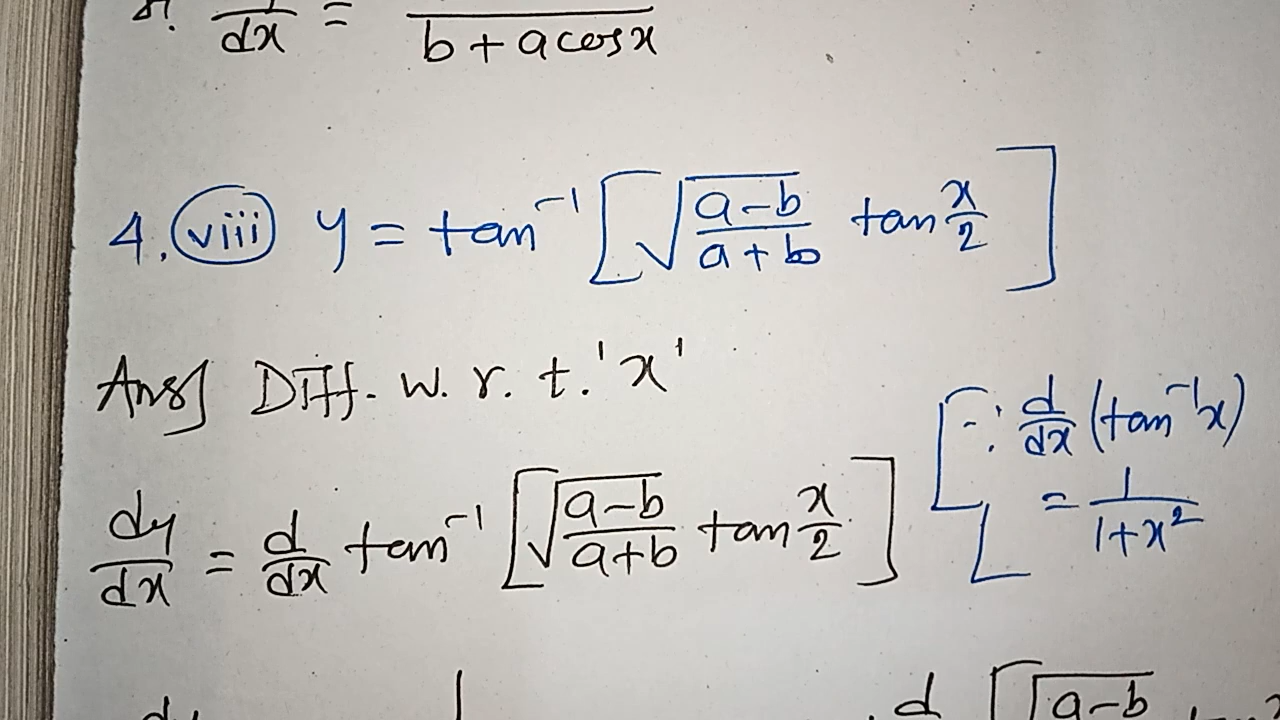 dx =
b + a cos x
4. (viii) y = tan⁻¹ [√((a-b)/(a+b)) tan x/2]
Ans] Diff. w. r. t. 'x'
dy/dx = d/dx tan⁻¹ [√((a-b)/(a+b)) tan x/2] [∵ d/dx (tan⁻¹x)
= 1/(1+x²)
d [√a-b